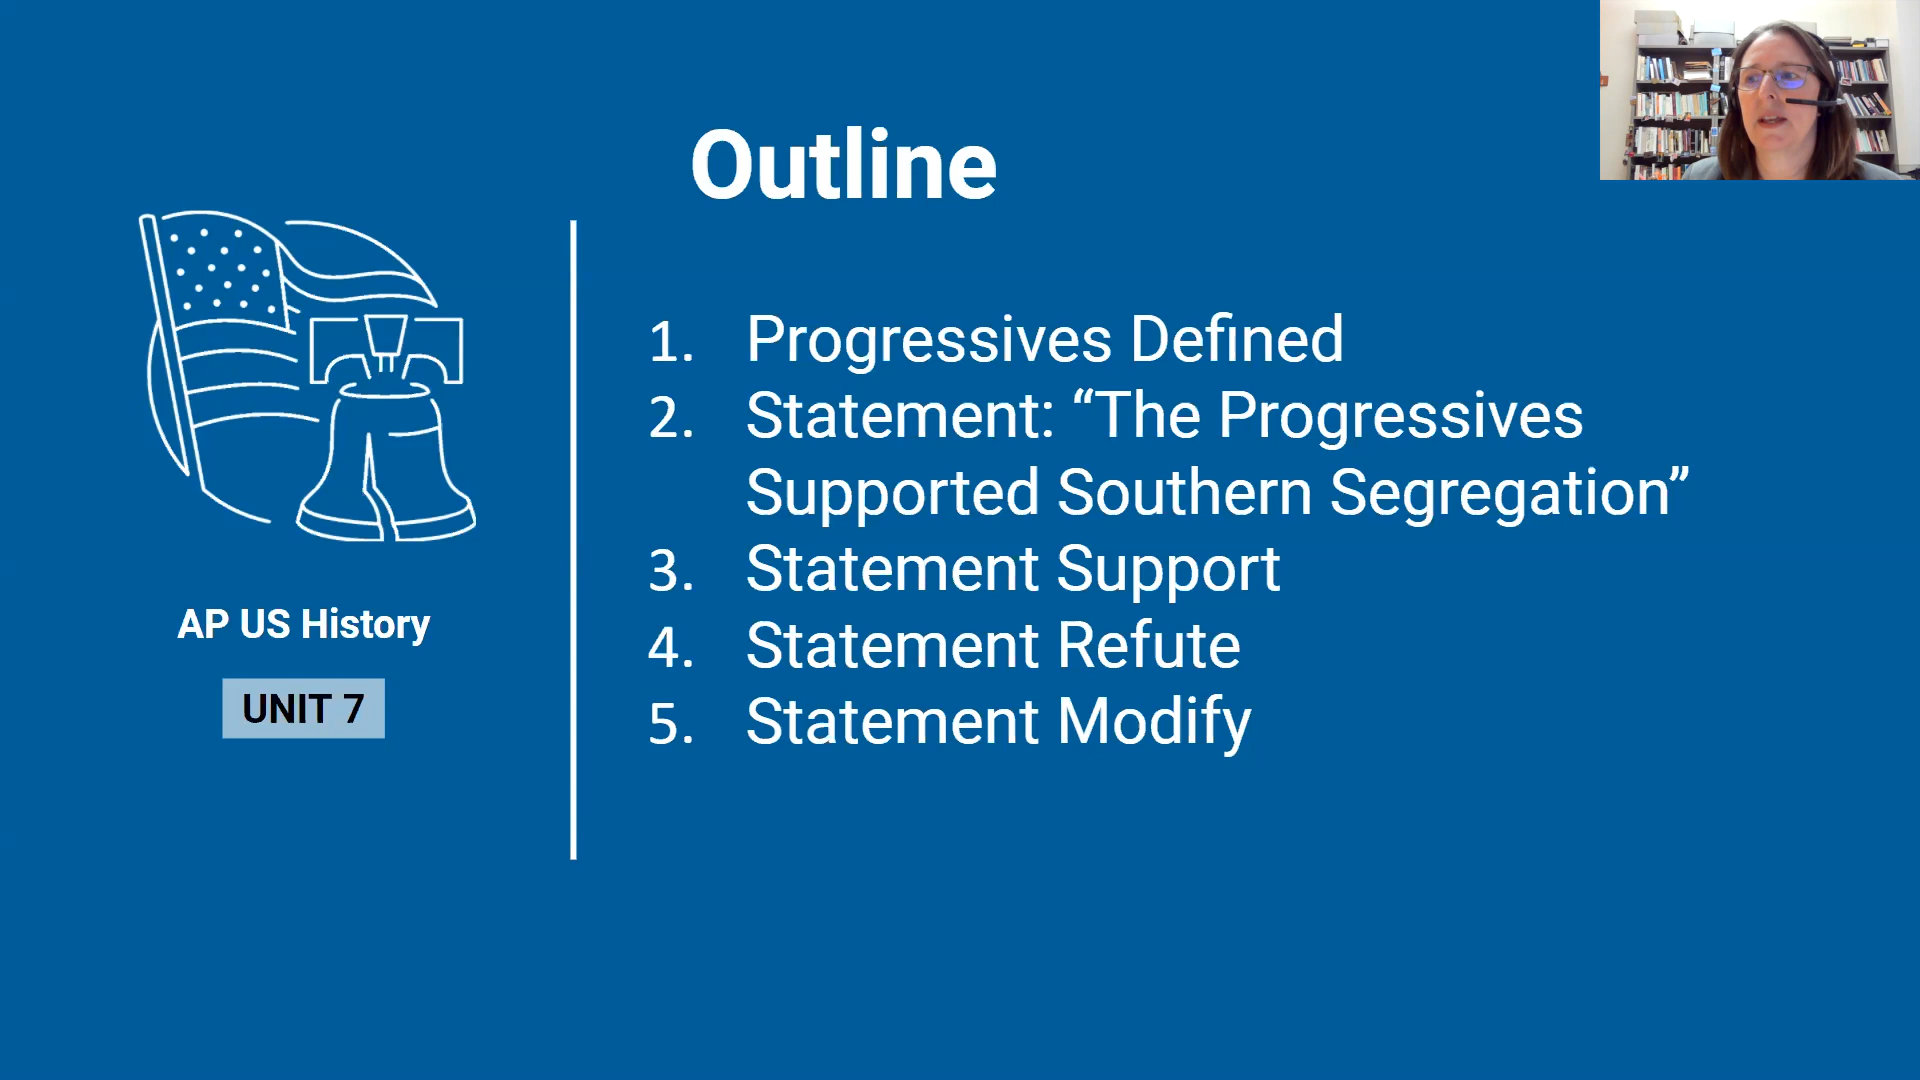 Outline
1. Progressives Defined
2. Statement: “The Progressives
Supported Southern Segregation”
3. Statement Support
4. Statement Refute
5. Statement Modify
AP US History
UNIT 7